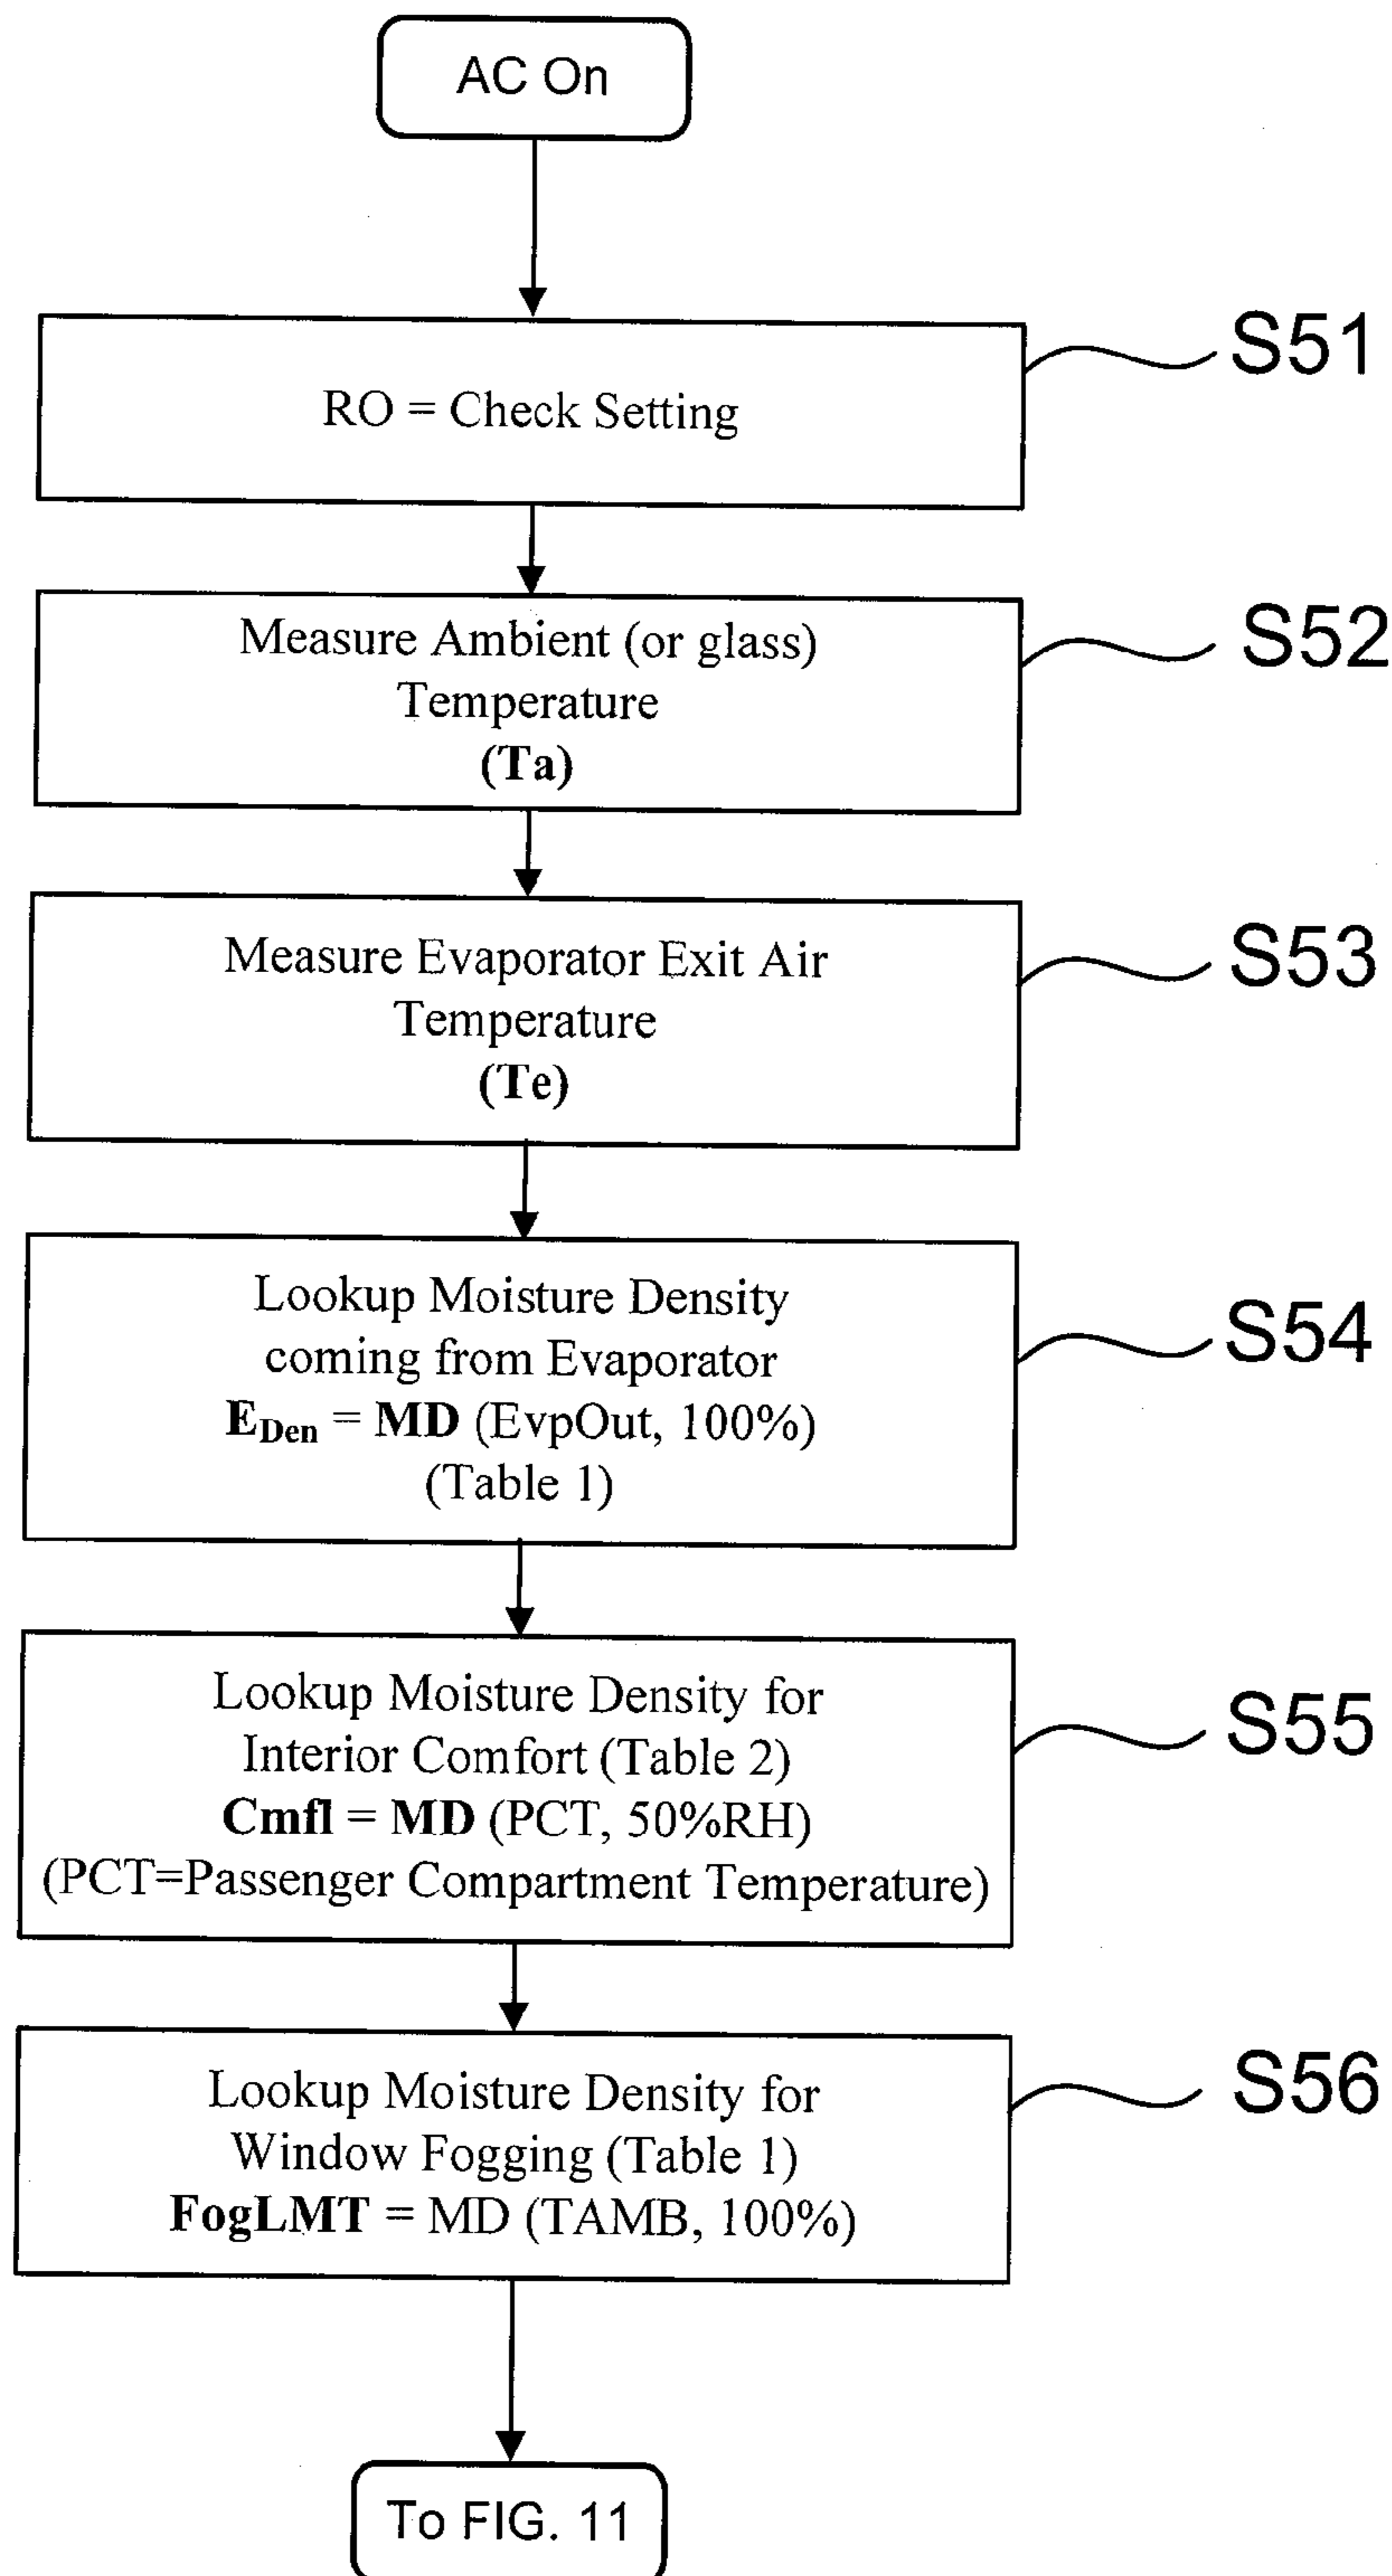 AC On
S51
RO = Check Setting
S52
Measure Ambient (or glass)
Temperature
(Ta)
S53
Measure Evaporator Exit Air
Temperature
(Te)
S54
Lookup Moisture Density
coming from Evaporator
EDen = MD (EvpOut, 100%)
(Table 1)
S55
Lookup Moisture Density for
Interior Comfort (Table 2)
Cmfl = MD (PCT, 50%RH)
(PCT=Passenger Compartment Temperature)
S56
Lookup Moisture Density for
Window Fogging (Table 1)
FogLMT = MD (TAMB, 100%)
To FIG. 11